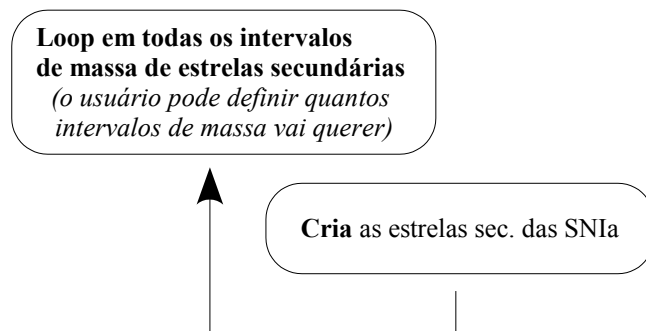 Loop em todas os intervalos
de massa de estrelas secundárias
(o usuário pode definir quantos
intervalos de massa vai querer)
Cria as estrelas sec. das SNIa